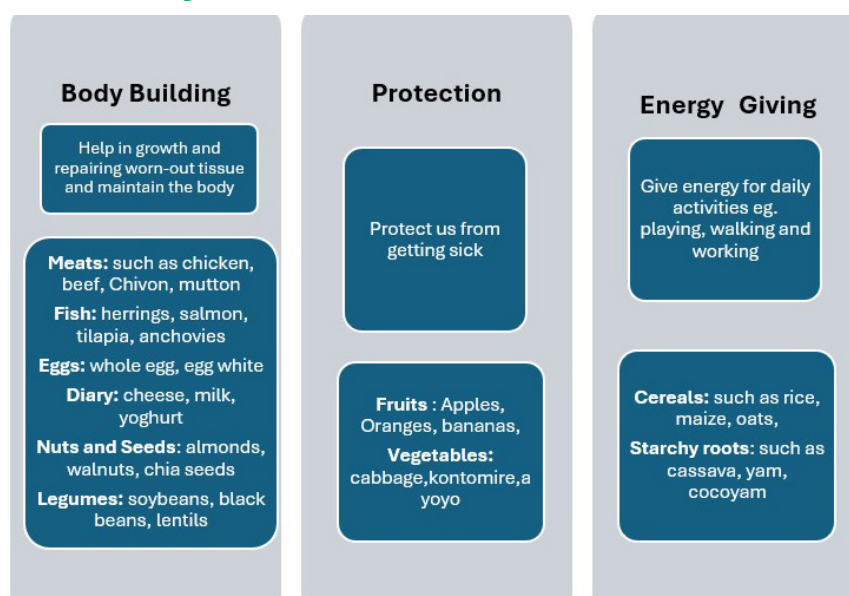 Body Building
Help in growth and
repairing worn-out tissue
and maintain the body
Meats: such as chicken,
beef, Chivon, mutton
Fish: herrings, salmon,
tilapia, anchovies
Eggs: whole egg, egg white
Diary: cheese, milk,
yoghurt
Nuts and Seeds: almonds,
walnuts, chia seeds
Legumes: soybeans, black
beans, lentils
Protection
Protect us from
getting sick
Fruits : Apples,
Oranges, bananas,
Vegetables:
cabbage,kontomire,a
yoyo
Energy Giving
Give energy for daily
activities eg.
playing, walking and
working
Cereals: such as rice,
maize, oats,
Starchy roots: such as
cassava, yam,
cocoyam